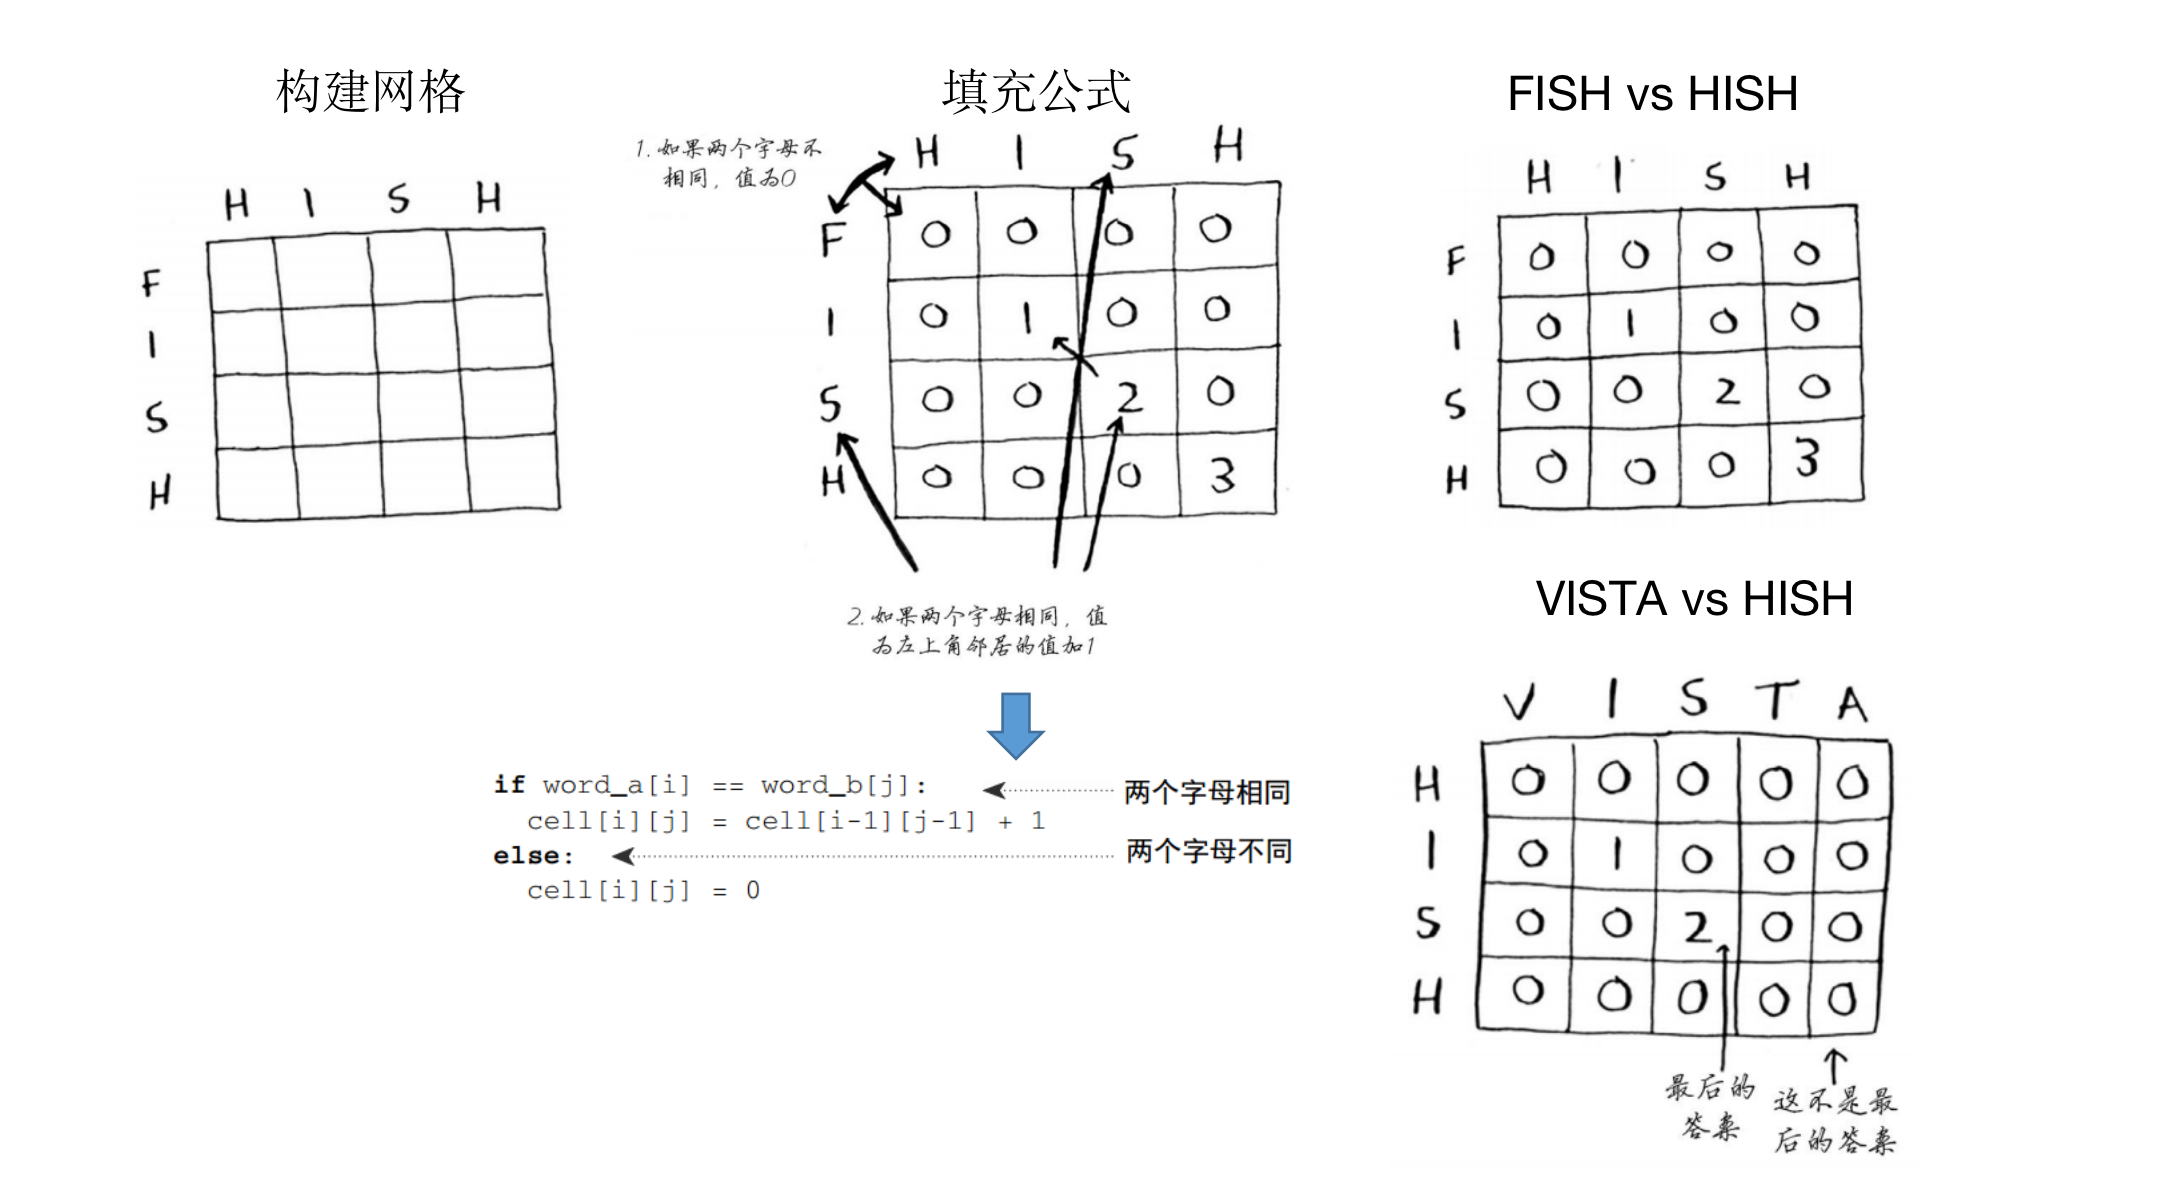 构建网格
H I S H
F
I
S
H
填充公式
1. 如果两个字母不
相同，值为0
H I S H
F 0 0 0 0
I 0 1 0 0
S 0 0 2 0
H 0 0 0 3
2. 如果两个字母相同，值
为左上角邻居的值加1
if word_a[i] == word_b[j]:
两个字母相同
cell[i][j] = cell[i-1][j-1] + 1
else:
两个字母不同
cell[i][j] = 0
FISH vs HISH
H I S H
F 0 0 0 0
I 0 1 0 0
S 0 0 2 0
H 0 0 0 3
VISTA vs HISH
V I S T A
H 0 0 0 0 0
I 0 1 0 0 0
S 0 0 2 0 0
H 0 0 0 0 0
最后的
答案
这不是最
后的答案